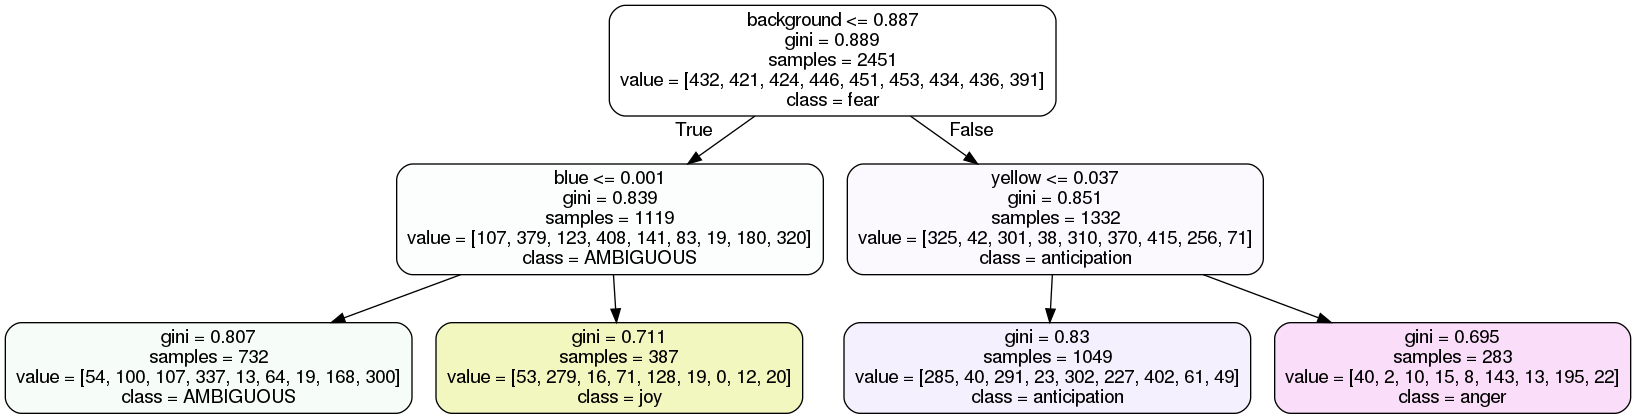 background <= 0.887
gini = 0.889
samples = 2451
value = [432, 421, 424, 446, 451, 453, 434, 436, 391]
class = fear
True
False
blue <= 0.001
gini = 0.839
samples = 1119
value = [107, 379, 123, 408, 141, 83, 19, 180, 320]
class = AMBIGUOUS
yellow <= 0.037
gini = 0.851
samples = 1332
value = [325, 42, 301, 38, 310, 370, 415, 256, 71]
class = anticipation
gini = 0.807
samples = 732
value = [54, 100, 107, 337, 13, 64, 19, 168, 300]
class = AMBIGUOUS
gini = 0.711
samples = 387
value = [53, 279, 16, 71, 128, 19, 0, 12, 20]
class = joy
gini = 0.83
samples = 1049
value = [285, 40, 291, 23, 302, 227, 402, 61, 49]
class = anticipation
gini = 0.695
samples = 283
value = [40, 2, 10, 15, 8, 143, 13, 195, 22]
class = anger